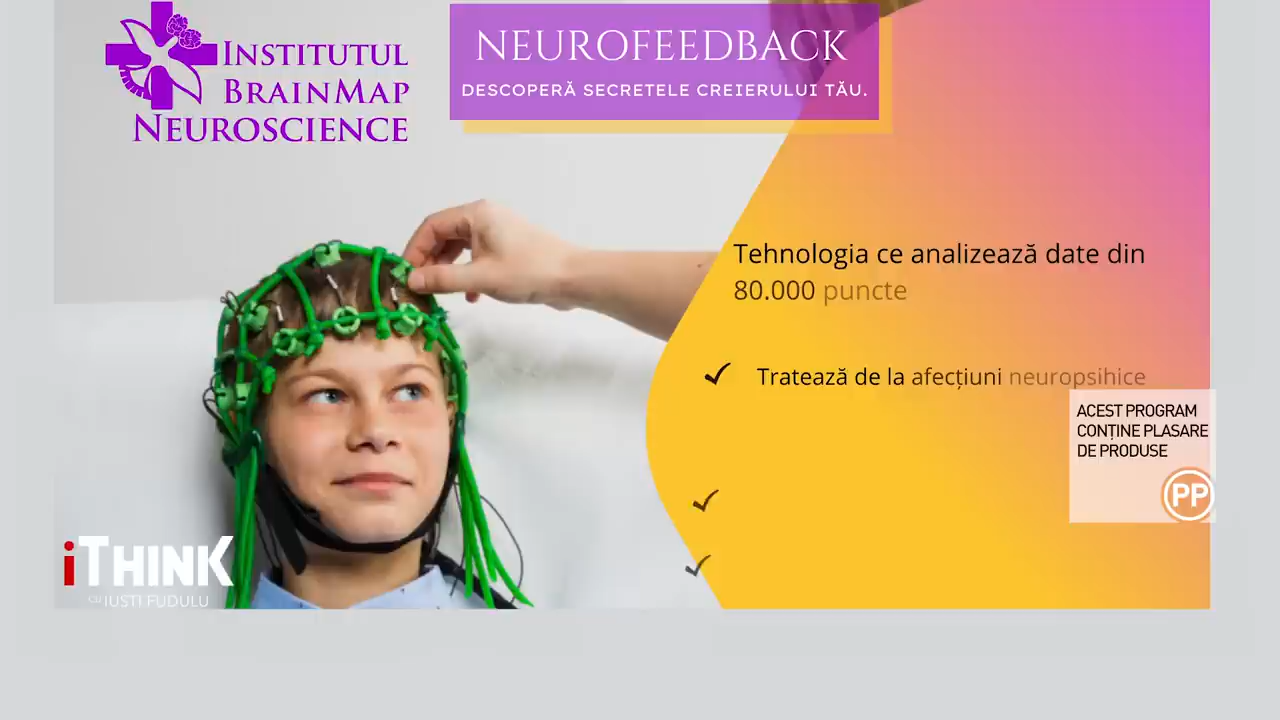 INSTITUTUL
BRAINMAP
NEUROSCIENCE
NEUROFEEDBACK
DESCOPERĂ SECRETELE CREIERULUI TĂU.
Tehnologia ce analizează date din
80.000 puncte
Tratează de la afecțiuni neuropsihice
ACEST PROGRAM
CONȚINE PLASARE
DE PRODUSE
PP
iTHINK
CU IUSTI FUDULU